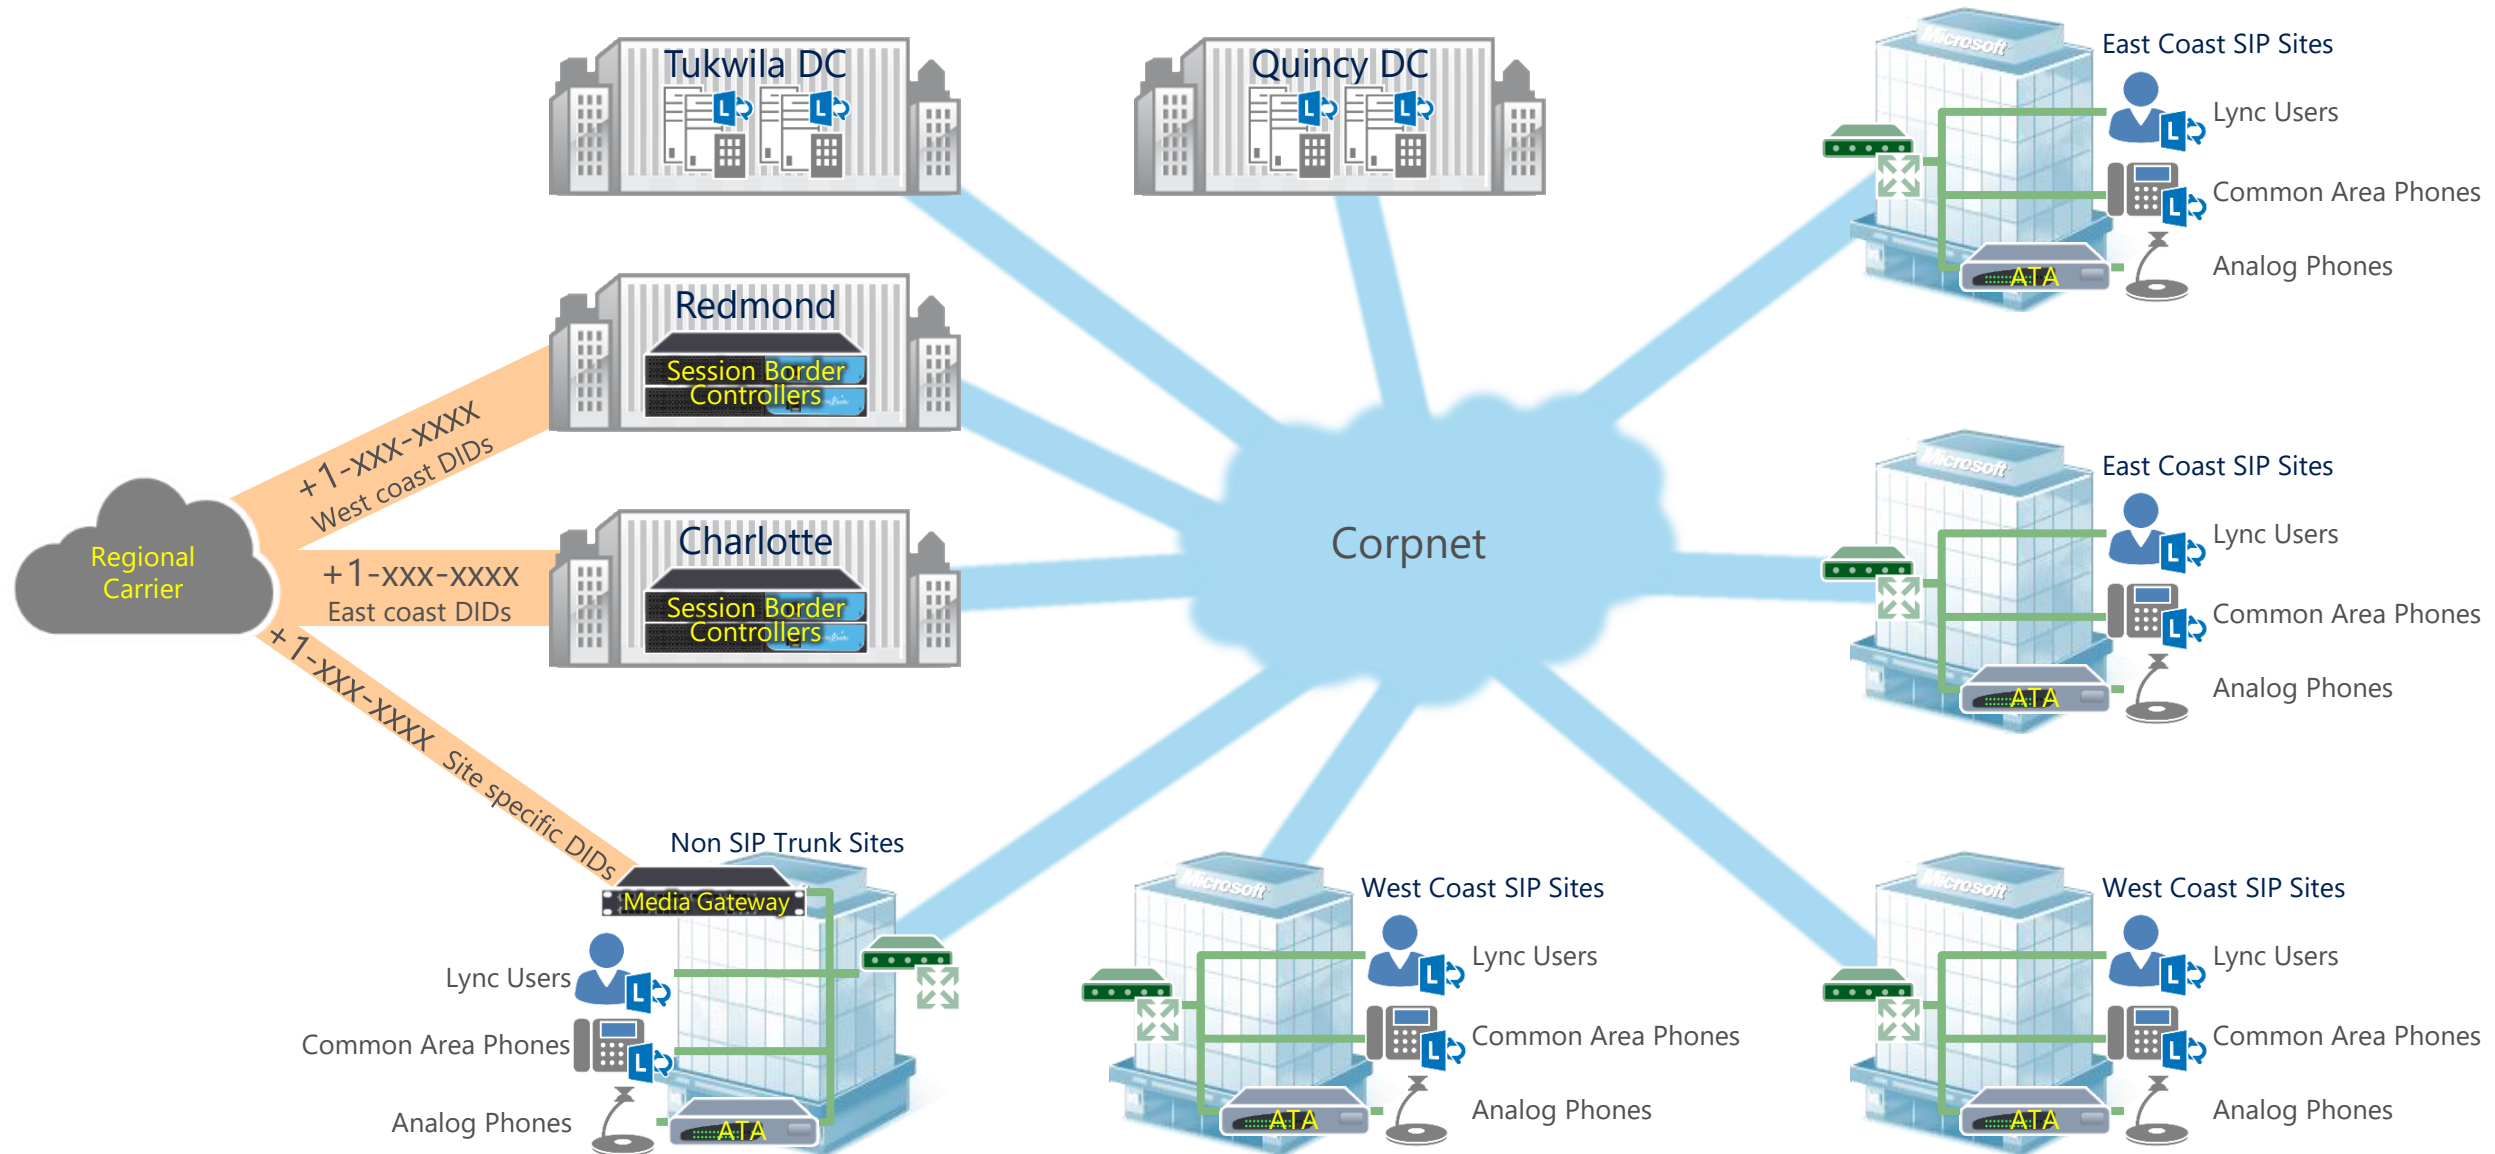 Tukwila DC
L
L
Quincy DC
L
L
Microsoft
East Coast SIP Sites
Lync Users
L
Common Area Phones
L
Analog Phones
ATA
Redmond
Session Border
Controllers
+1-xxx-xxxx
West coast DIDs
Regional
Carrier
+1-xxx-xxxx
East coast DIDs
Charlotte
Session Border
Controllers
Corpnet
Microsoft
East Coast SIP Sites
Lync Users
L
Common Area Phones
L
Analog Phones
ATA
+1-xxx-xxxx Site specific DIDs
Non SIP Trunk Sites
Media Gateway
Lync Users
L
Common Area Phones
L
Analog Phones
ATA
Microsoft
West Coast SIP Sites
Lync Users
L
Common Area Phones
L
Analog Phones
ATA
Microsoft
West Coast SIP Sites
Lync Users
L
Common Area Phones
L
Analog Phones
ATA